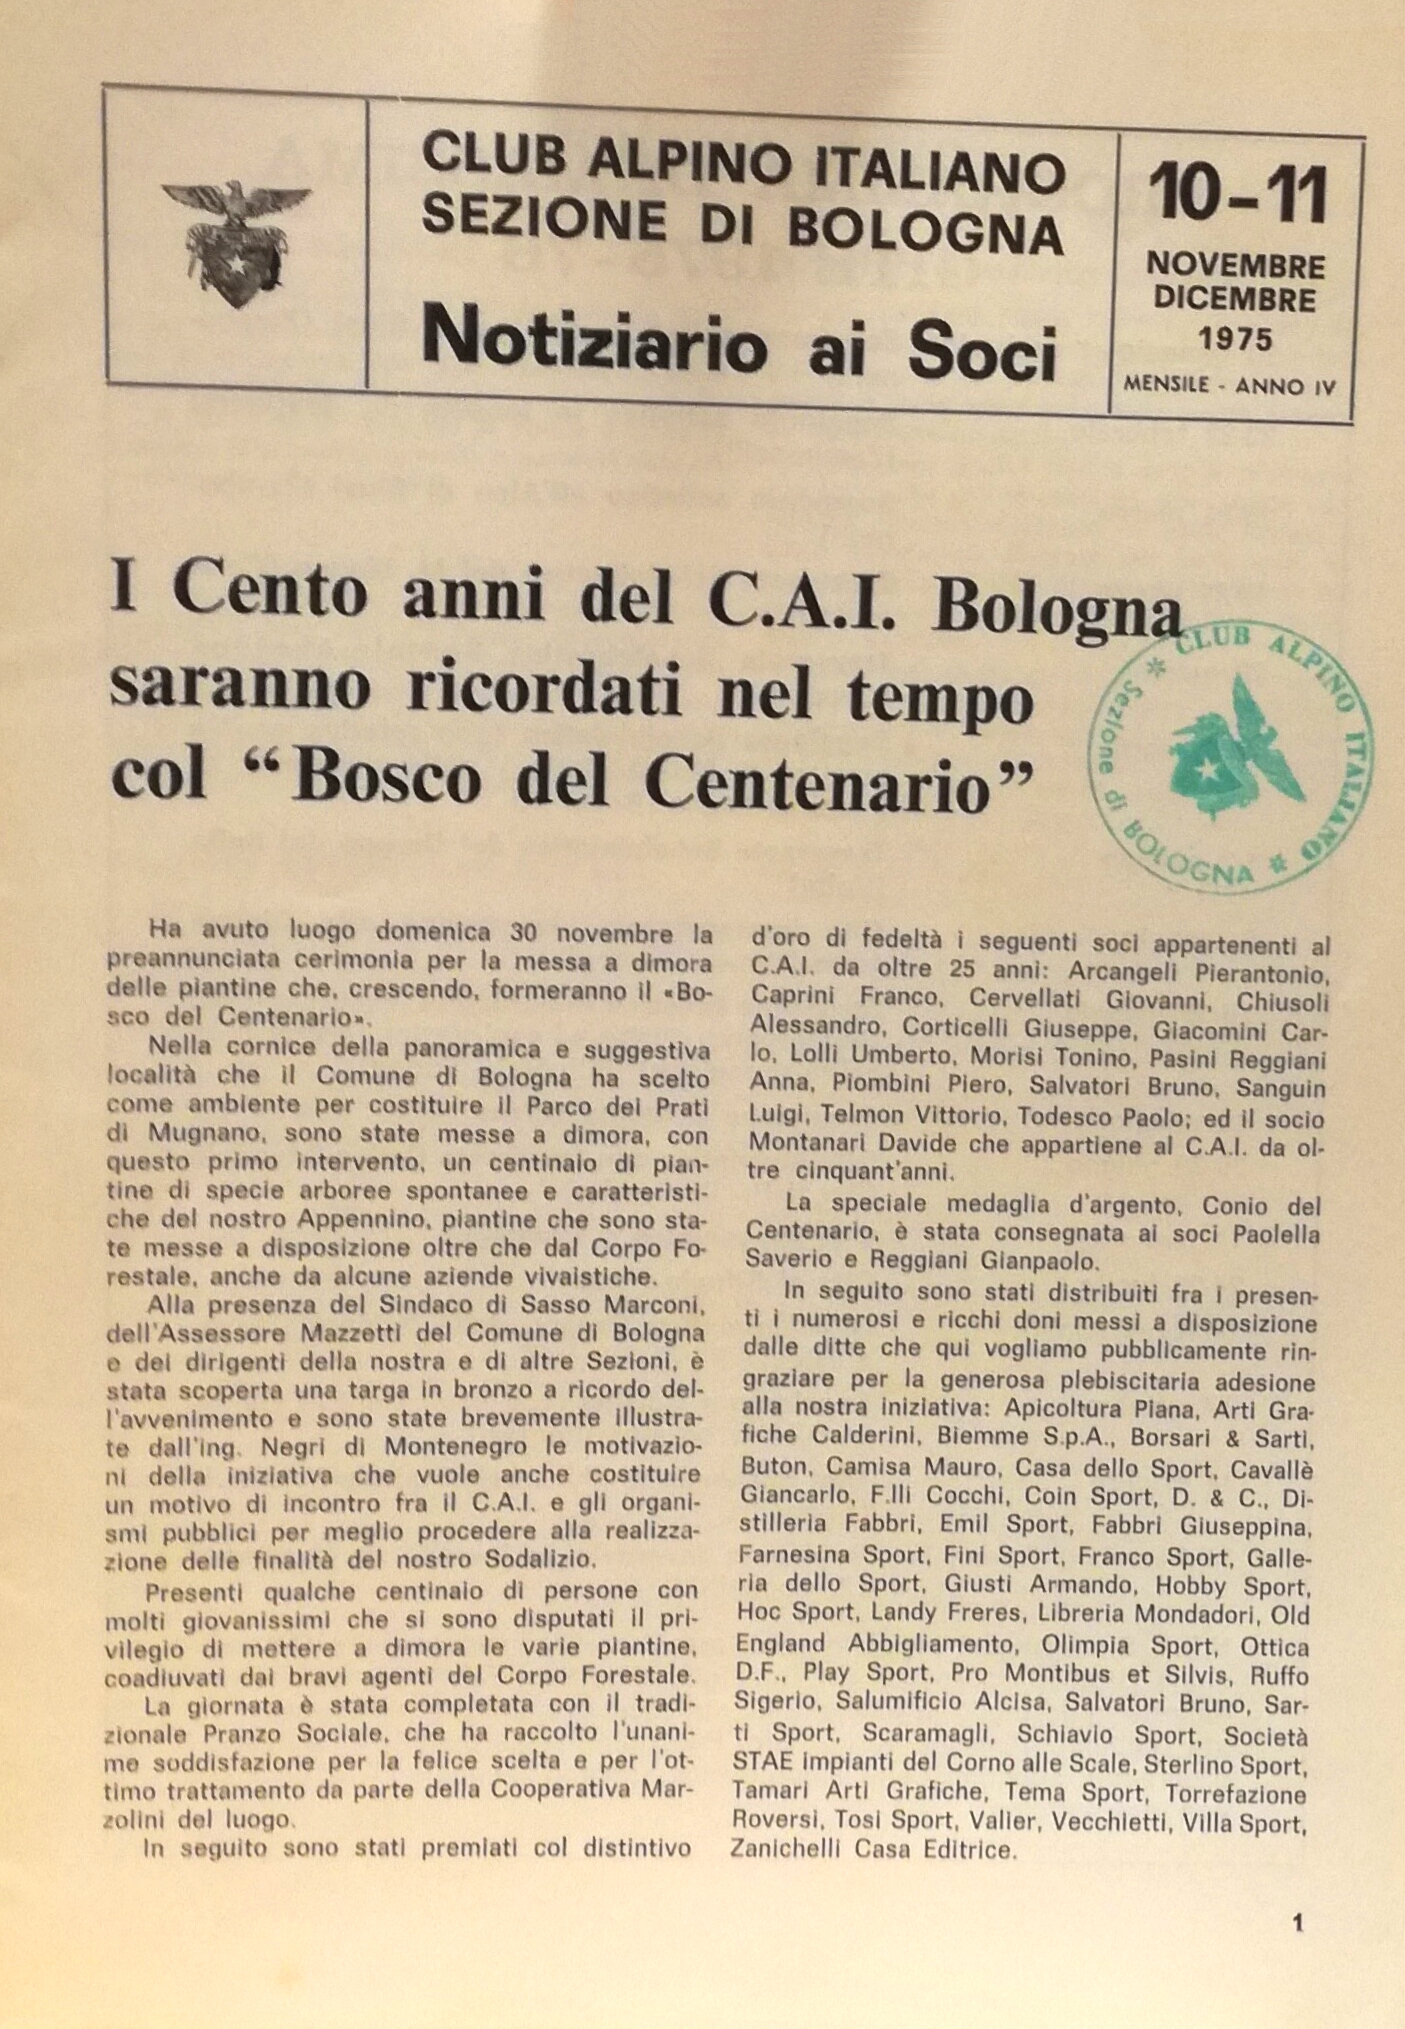 CLUB ALPINO ITALIANO
SEZIONE DI BOLOGNA
Notiziario ai Soci
10-11
NOVEMBRE
DICEMBRE
1975
MENSILE - ANNO IV
I Cento anni del C.A.I. Bologna
saranno ricordati nel tempo
col “Bosco del Centenario”
CLUB ALPINO ITALIANO
* Sezione di BOLOGNA *
Ha avuto luogo domenica 30 novembre la
preannunciata cerimonia per la messa a dimora
delle piantine che, crescendo, formeranno il «Bo-
sco del Centenario».
Nella cornice della panoramica e suggestiva
località che il Comune di Bologna ha scelto
come ambiente per costituire il Parco dei Prati
di Mugnano, sono state messe a dimora, con
questo primo intervento, un centinaio di pian-
tine di specie arboree spontanee e caratteristi-
che del nostro Appennino, piantine che sono sta-
te messe a disposizione oltre che dal Corpo Fo-
restale, anche da alcune aziende vivaistiche.
Alla presenza del Sindaco di Sasso Marconi,
dell'Assessore Mazzetti del Comune di Bologna
e dei dirigenti della nostra e di altre Sezioni, è
stata scoperta una targa in bronzo a ricordo del-
l'avvenimento e sono state brevemente illustra-
te dall'ing. Negri di Montenegro le motivazio-
ni della iniziativa che vuole anche costituire
un motivo di incontro fra il C.A.I. e gli organi-
smi pubblici per meglio procedere alla realizza-
zione delle finalità del nostro Sodalizio.
Presenti qualche centinaio di persone con
molti giovanissimi che si sono disputati il pri-
vilegio di mettere a dimora le varie piantine,
coadiuvati dai bravi agenti del Corpo Forestale.
La giornata è stata completata con il tradi-
zionale Pranzo Sociale, che ha raccolto l'unani-
me soddisfazione per la felice scelta e per l'ot-
timo trattamento da parte della Cooperativa Mar-
zolini del luogo.
In seguito sono stati premiati col distintivo
d'oro di fedeltà i seguenti soci appartenenti al
C.A.I. da oltre 25 anni: Arcangeli Pierantonio,
Caprini Franco, Cervellati Giovanni, Chiusoli
Alessandro, Corticelli Giuseppe, Giacomini Car-
lo, Lolli Umberto, Morisi Tonino, Pasini Reggiani
Anna, Piombini Piero, Salvatori Bruno, Sanguin
Luigi, Telmon Vittorio, Todesco Paolo; ed il socio
Montanari Davide che appartiene al C.A.I. da ol-
tre cinquant'anni.
La speciale medaglia d'argento, Conio del
Centenario, è stata consegnata ai soci Paolella
Saverio e Reggiani Gianpaolo.
In seguito sono stati distribuiti fra i presen-
ti i numerosi e ricchi doni messi a disposizione
dalle ditte che qui vogliamo pubblicamente rin-
graziare per la generosa plebiscitaria adesione
alla nostra iniziativa: Apicoltura Piana, Arti Gra-
fiche Calderini, Biemme S.p.A., Borsari & Sarti,
Buton, Camisa Mauro, Casa dello Sport, Cavallè
Giancarlo, F.lli Cocchi, Coin Sport, D. & C., Di-
stilleria Fabbri, Emil Sport, Fabbri Giuseppina,
Farnesina Sport, Fini Sport, Franco Sport, Galle-
ria dello Sport, Giusti Armando, Hobby Sport,
Hoc Sport, Landy Freres, Libreria Mondadori, Old
England Abbigliamento, Olimpia Sport, Ottica
D.F., Play Sport, Pro Montibus et Silvis, Ruffo
Sigerio, Salumificio Alcisa, Salvatori Bruno, Sar-
ti Sport, Scaramagli, Schiavio Sport, Società
STAE impianti del Corno alle Scale, Sterlino Sport,
Tamari Arti Grafiche, Tema Sport, Torrefazione
Roversi, Tosi Sport, Valier, Vecchietti, Villa Sport,
Zanichelli Casa Editrice.
1